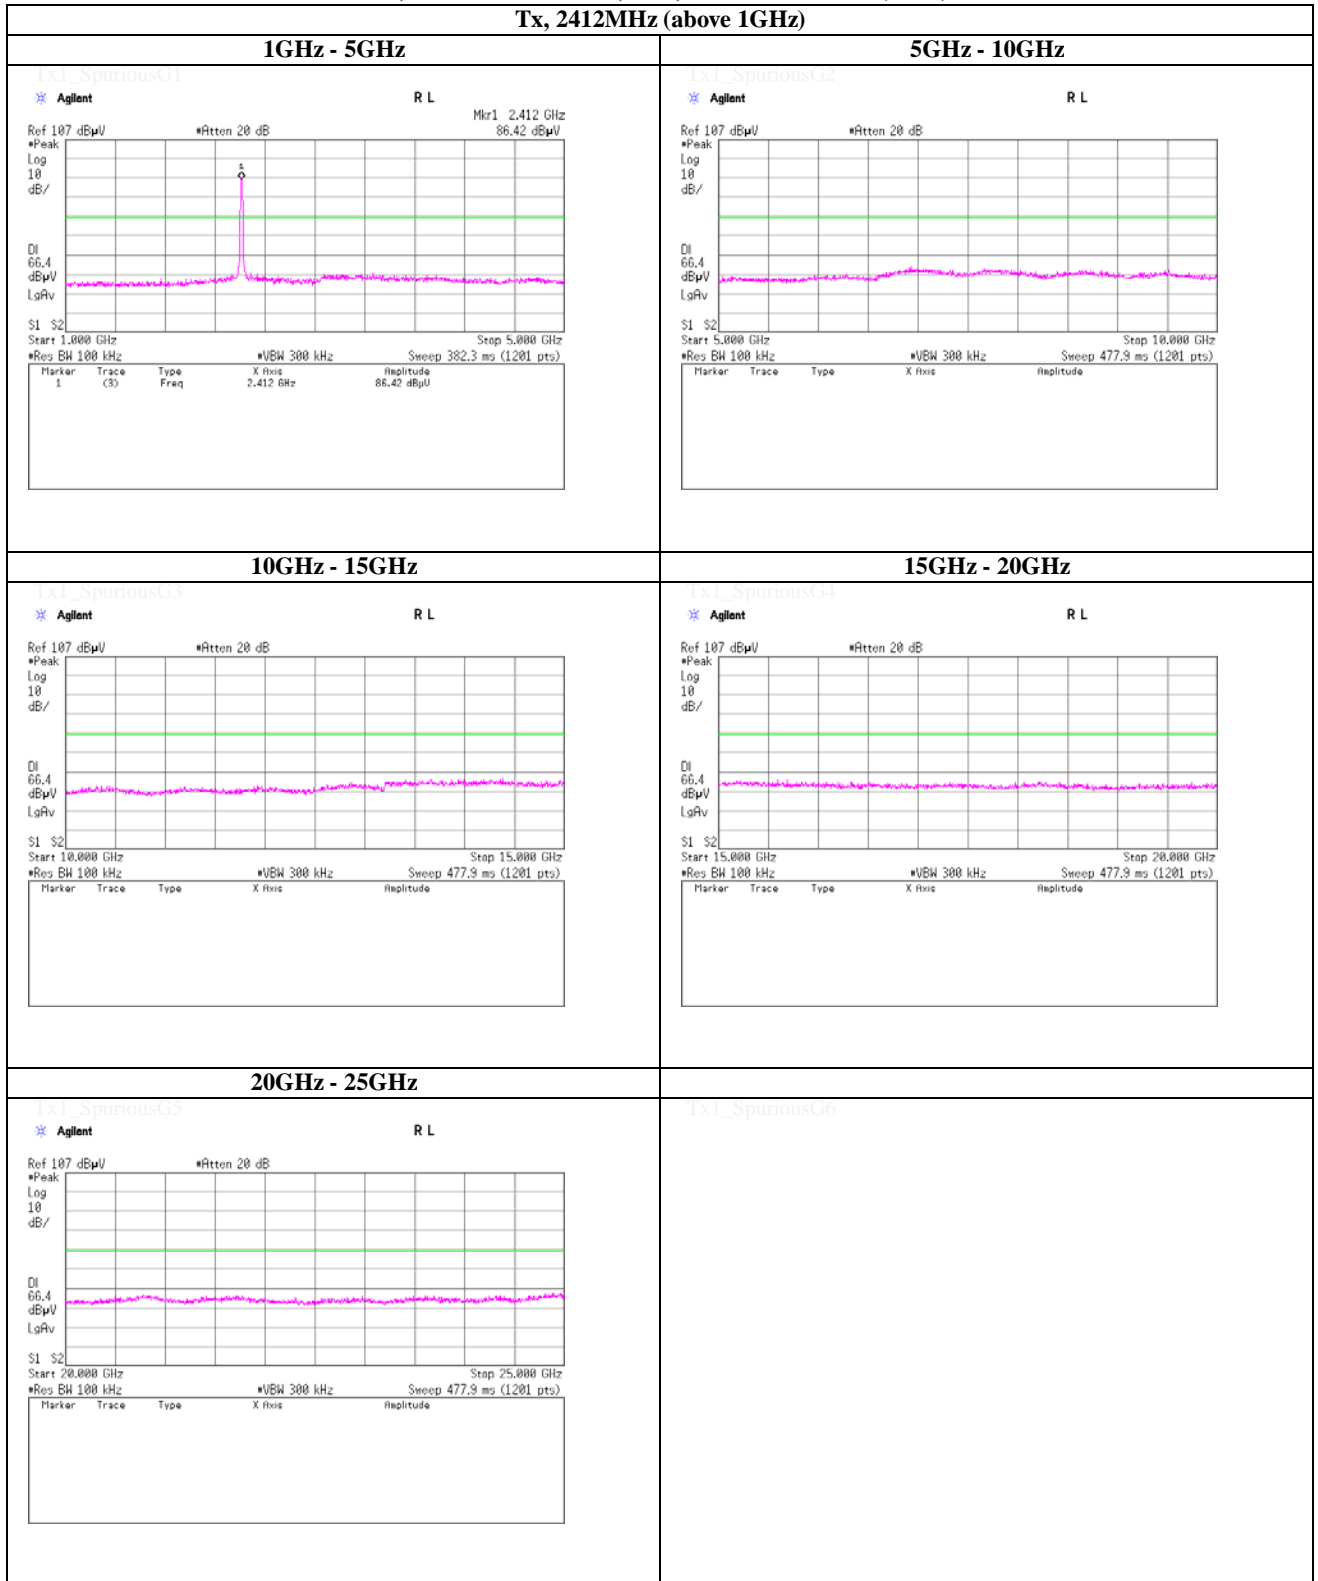 Tx, 2412MHz (above 1GHz)
1GHz - 5GHz
5GHz - 10GHz
Tx1_SpuriousG1
Agilent
R L
Mkr1 2.412 GHz
Ref 107 dBµV
#Atten 20 dB
86.42 dBµV
#Peak
Log
10
dB/
1
DI
66.4
dBµV
LgAv
S1 S2
Start 1.000 GHz
Stop 5.000 GHz
#Res BW 100 kHz
#VBW 300 kHz
Sweep 382.3 ms (1201 pts)
Marker Trace Type X Axis Amplitude
1 (3) Freq 2.412 GHz 86.42 dBµV
Tx1_SpuriousG2
Agilent
R L
Ref 107 dBµV
#Atten 20 dB
#Peak
Log
10
dB/
DI
66.4
dBµV
LgAv
S1 S2
Start 5.000 GHz
Stop 10.000 GHz
#Res BW 100 kHz
#VBW 300 kHz
Sweep 477.9 ms (1201 pts)
Marker Trace Type X Axis Amplitude
10GHz - 15GHz
15GHz - 20GHz
Tx1_SpuriousG3
Agilent
R L
Ref 107 dBµV
#Atten 20 dB
#Peak
Log
10
dB/
DI
66.4
dBµV
LgAv
S1 S2
Start 10.000 GHz
Stop 15.000 GHz
#Res BW 100 kHz
#VBW 300 kHz
Sweep 477.9 ms (1201 pts)
Marker Trace Type X Axis Amplitude
Tx1_SpuriousG4
Agilent
R L
Ref 107 dBµV
#Atten 20 dB
#Peak
Log
10
dB/
DI
66.4
dBµV
LgAv
S1 S2
Start 15.000 GHz
Stop 20.000 GHz
#Res BW 100 kHz
#VBW 300 kHz
Sweep 477.9 ms (1201 pts)
Marker Trace Type X Axis Amplitude
20GHz - 25GHz
Tx1_SpuriousG5
Agilent
R L
Ref 107 dBµV
#Atten 20 dB
#Peak
Log
10
dB/
DI
66.4
dBµV
LgAv
S1 S2
Start 20.000 GHz
Stop 25.000 GHz
#Res BW 100 kHz
#VBW 300 kHz
Sweep 477.9 ms (1201 pts)
Marker Trace Type X Axis Amplitude
Tx1_SpuriousG6